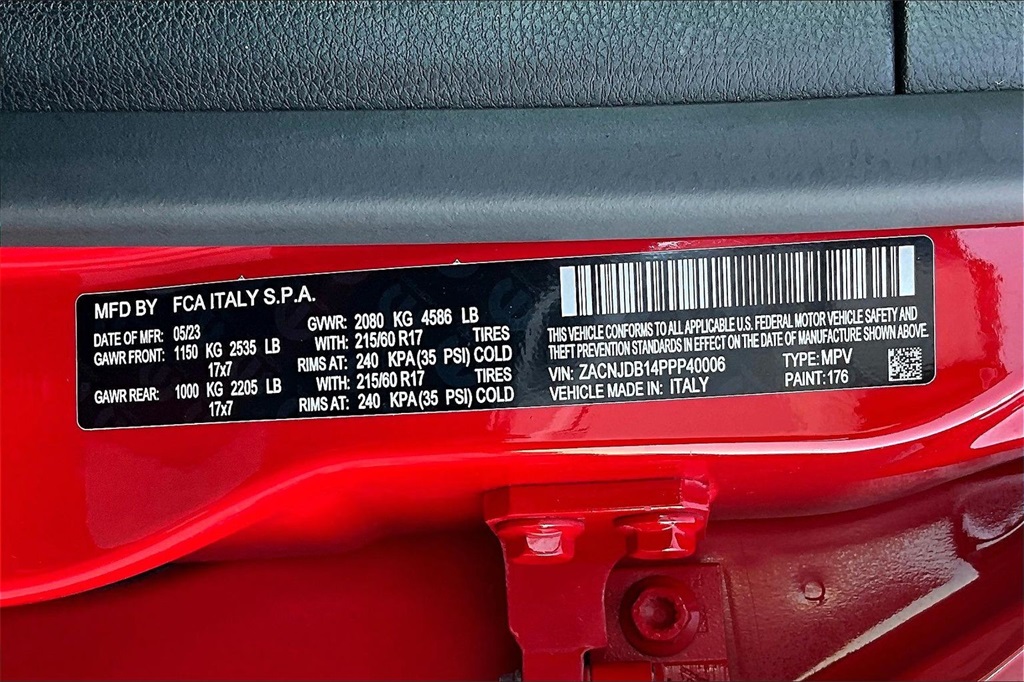 MFD BY FCA ITALY S.P.A.
DATE OF MFR 05/23 GVWR: 2080 KG 4586 LB
GAWR FRONT: 1150 KG 2535 LB WITH: 215/60 R17 TIRES
17x7 RIMS AT: 240 KPA (35 PSI) COLD
GAWR REAR: 1000 KG 2205 LB WITH: 215/60 R17 TIRES
17x7 RIMS AT: 240 KPA (35 PSI) COLD
THIS VEHICLE CONFORMS TO ALL APPLICABLE U.S. FEDERAL MOTOR VEHICLE SAFETY AND
THEFT PREVENTION STANDARDS IN EFFECT ON THE DATE OF MANUFACTURE SHOWN ABOVE.
VIN: ZACNJDB14PPP40006 TYPE: MPV
VEHICLE MADE IN: ITALY PAINT: 176